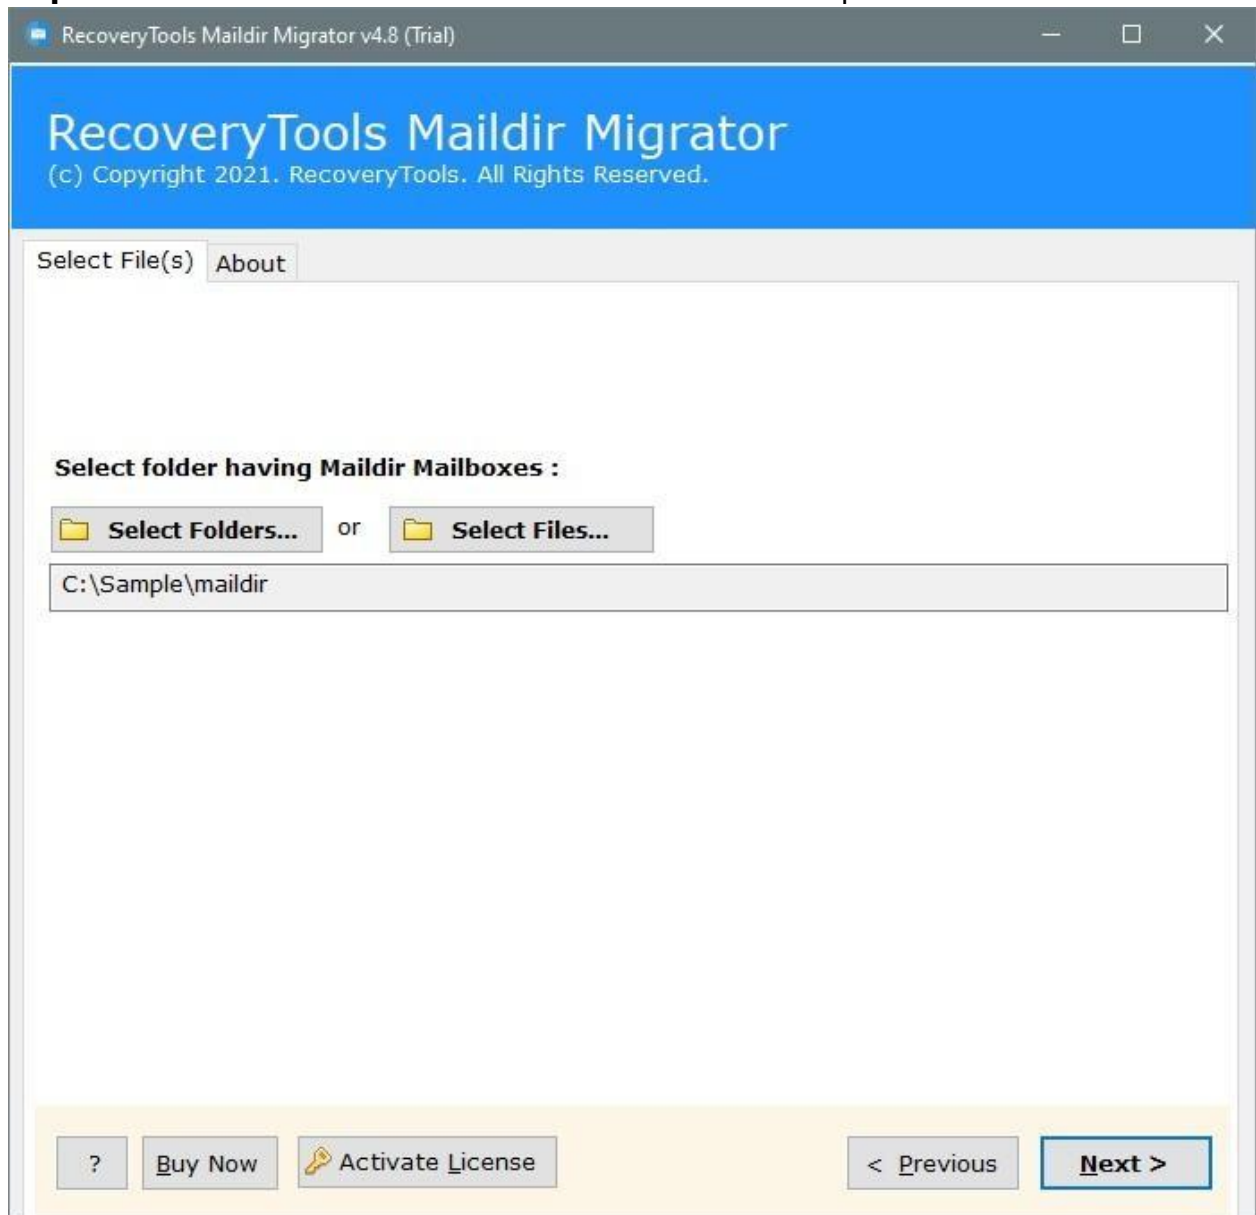 RecoveryTools Maildir Migrator v4.8 (Trial)
RecoveryTools Maildir Migrator
(c) Copyright 2021. RecoveryTools. All Rights Reserved.
Select File(s) About
Select folder having Maildir Mailboxes :
Select Folders... or Select Files...
C:\Sample\maildir
? Buy Now Activate License < Previous Next >